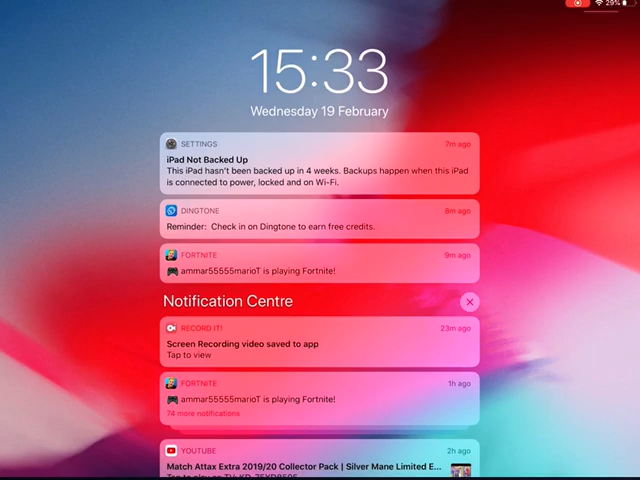 29%
15:33
Wednesday 19 February
SETTINGS 7m ago
iPad Not Backed Up
This iPad hasn't been backed up in 4 weeks. Backups happen when this iPad
is connected to power, locked and on Wi-Fi.
DINGTONE 8m ago
Reminder: Check in on Dingtone to earn free credits.
FORTNITE 9m ago
ammar55555marioT is playing Fortnite!
Notification Centre
RECORD IT! 23m ago
Screen Recording video saved to app
Tap to view
FORTNITE 1h ago
ammar55555marioT is playing Fortnite!
74 more notifications
YOUTUBE 2h ago
Match Attax Extra 2019/20 Collector Pack | Silver Mane Limited E...